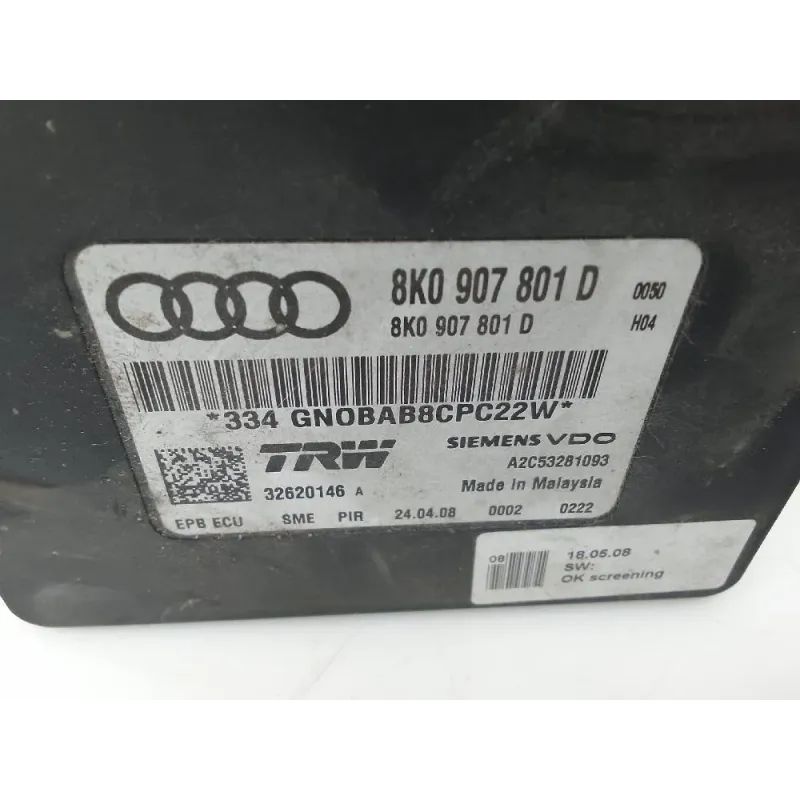 8K0 907 801 D 0050
8K0 907 801 D H04
*334 GNOBAB8CPC22W*
TRW SIEMENS VDO
32620146 A A2C53281093
Made in Malaysia
EPB ECU SME PIR 24.04.08 0002 0222
08 18.06.08
SW:
OK screening